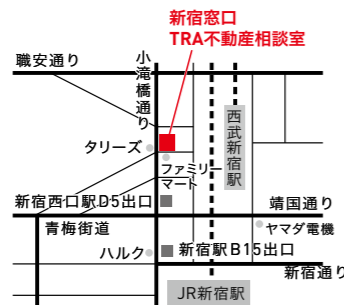 新宿窓口
TRA不動産相談室
職安通り
小滝橋通り
西武新宿駅
タリーズ
ファミリー
マート
新宿西口駅D5出口
靖国通り
青梅街道
ヤマダ電機
ハルク
新宿駅B15出口
新宿通り
JR新宿駅